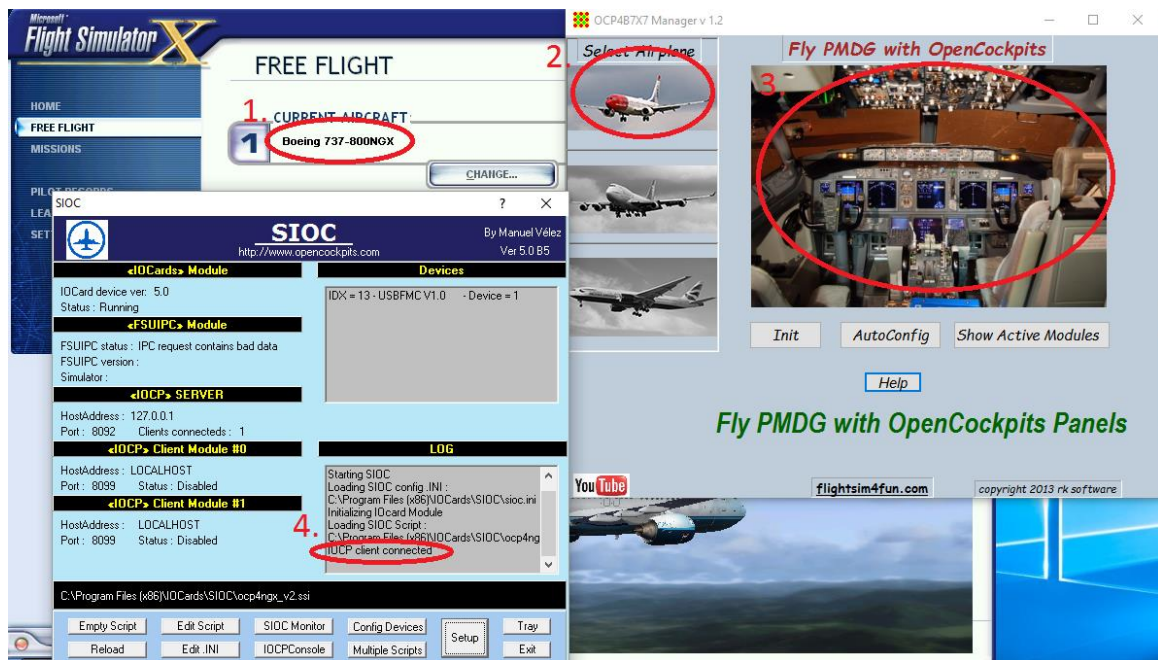 Microsoft
Flight Simulator X
FREE FLIGHT
HOME
FREE FLIGHT
MISSIONS
1.
CURRENT AIRCRAFT:
1
Boeing 737-800NGX
CHANGE...
SIOC
? X
SIOC
http://www.opencockpits.com
By Manuel Vélez
Ver 5.0 B5
«IOCards» Module
IOCard device ver: 5.0
Status : Running
«FSUIPC» Module
FSUIPC status : IPC request contains bad data
FSUIPC version :
Simulator :
«IOCP» SERVER
HostAddress : 127.0.0.1
Port : 8092 Clients connecteds : 1
«IOCP» Client Module #0
HostAddress : LOCALHOST
Port : 8099 Status : Disabled
«IOCP» Client Module #1
HostAddress : LOCALHOST
Port : 8099 Status : Disabled
Devices
IDX = 13 - USBFMC V1.0 - Device = 1
LOG
Starting SIOC
Loading SIOC config .INI :
C:\Program Files (x86)\IOCards\SIOC\sioc.ini
Initializing IOcard Module
Loading SIOC Script :
C:\Program Files (x86)\IOCards\SIOC\ocp4ng
4.
IOCP client connected
C:\Program Files (x86)\IOCards\SIOC\ocp4ngx_v2.ssi
Empty Script Edit Script SIOC Monitor Config Devices Setup Tray
Reload Edit .INI IOCPConsole Multiple Scripts Exit
OCP4B7X7 Manager v 1.2
2.
Select Airplane
Fly PMDG with OpenCockpits
3.
Init AutoConfig Show Active Modules
Help
Fly PMDG with OpenCockpits Panels
YouTube
flightsim4fun.com
copyright 2013 rk software